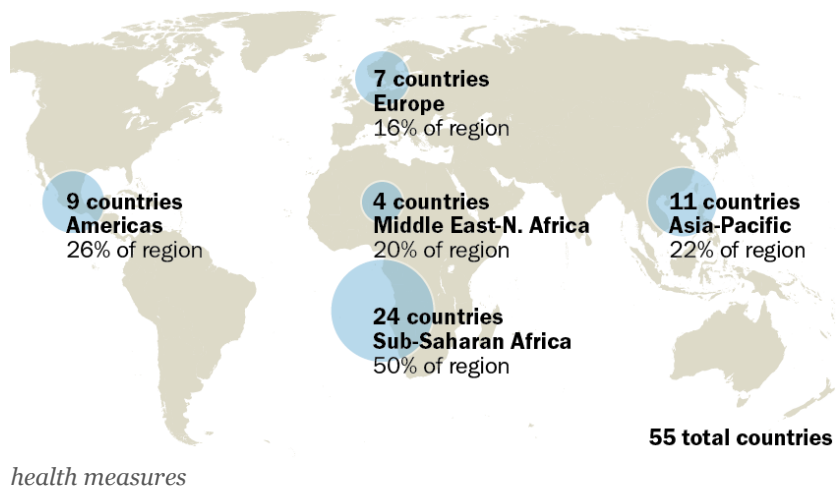 7 countries
Europe
16% of region
9 countries
Americas
26% of region
4 countries
Middle East-N. Africa
20% of region
11 countries
Asia-Pacific
22% of region
24 countries
Sub-Saharan Africa
50% of region
55 total countries
health measures